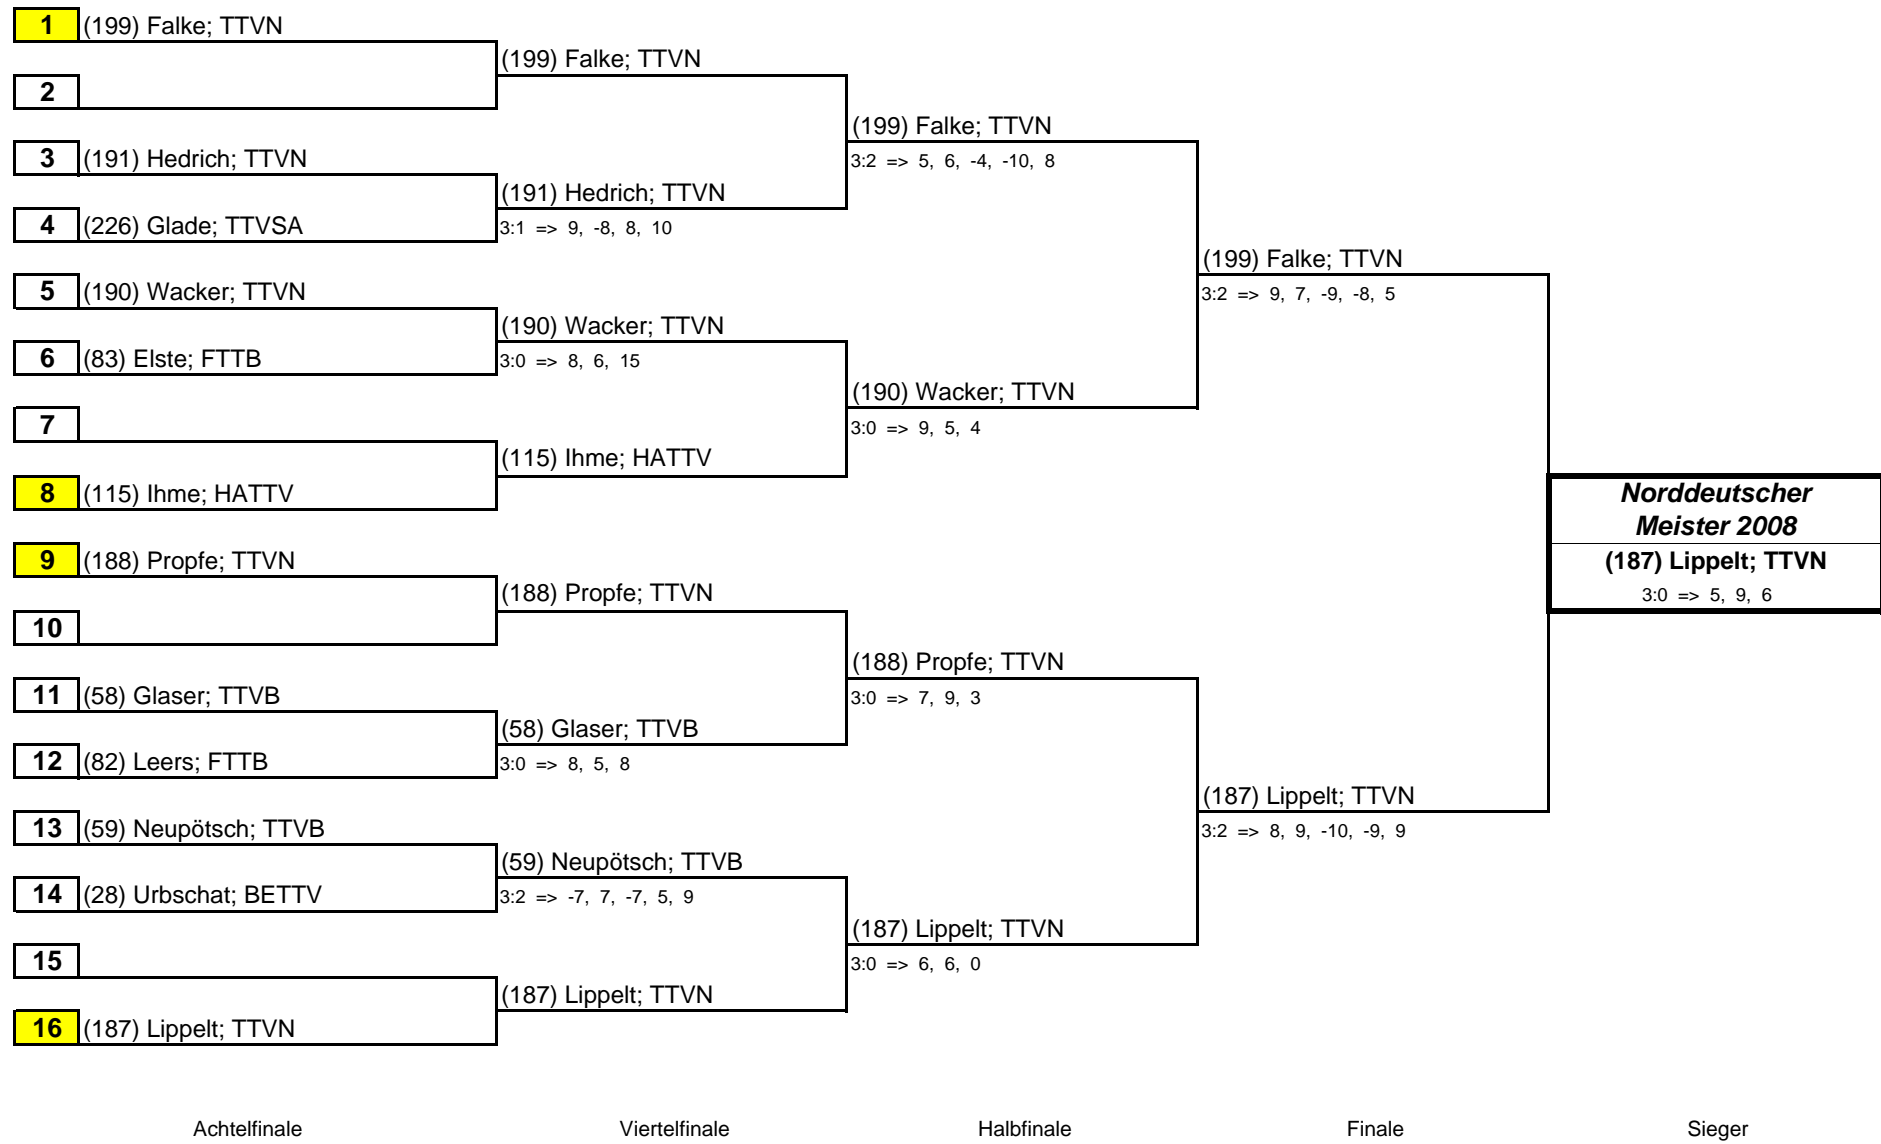 1 (199) Falke; TTVN
(199) Falke; TTVN
2
(199) Falke; TTVN
3 (191) Hedrich; TTVN
3:2 => 5, 6, -4, -10, 8
(191) Hedrich; TTVN
4 (226) Glade; TTVSA
3:1 => 9, -8, 8, 10
(199) Falke; TTVN
5 (190) Wacker; TTVN
3:2 => 9, 7, -9, -8, 5
(190) Wacker; TTVN
6 (83) Elste; FTTB
3:0 => 8, 6, 15
(190) Wacker; TTVN
7
3:0 => 9, 5, 4
(115) Ihme; HATTV
8 (115) Ihme; HATTV
Norddeutscher
Meister 2008
9 (188) Propfe; TTVN
(187) Lippelt; TTVN
(188) Propfe; TTVN
3:0 => 5, 9, 6
10
(188) Propfe; TTVN
11 (58) Glaser; TTVB
3:0 => 7, 9, 3
(58) Glaser; TTVB
12 (82) Leers; FTTB
3:0 => 8, 5, 8
(187) Lippelt; TTVN
13 (59) Neupötsch; TTVB
3:2 => 8, 9, -10, -9, 9
(59) Neupötsch; TTVB
14 (28) Urbschat; BETTV
3:2 => -7, 7, -7, 5, 9
(187) Lippelt; TTVN
15
3:0 => 6, 6, 0
(187) Lippelt; TTVN
16 (187) Lippelt; TTVN
Achtelfinale Viertelfinale Halbfinale Finale Sieger